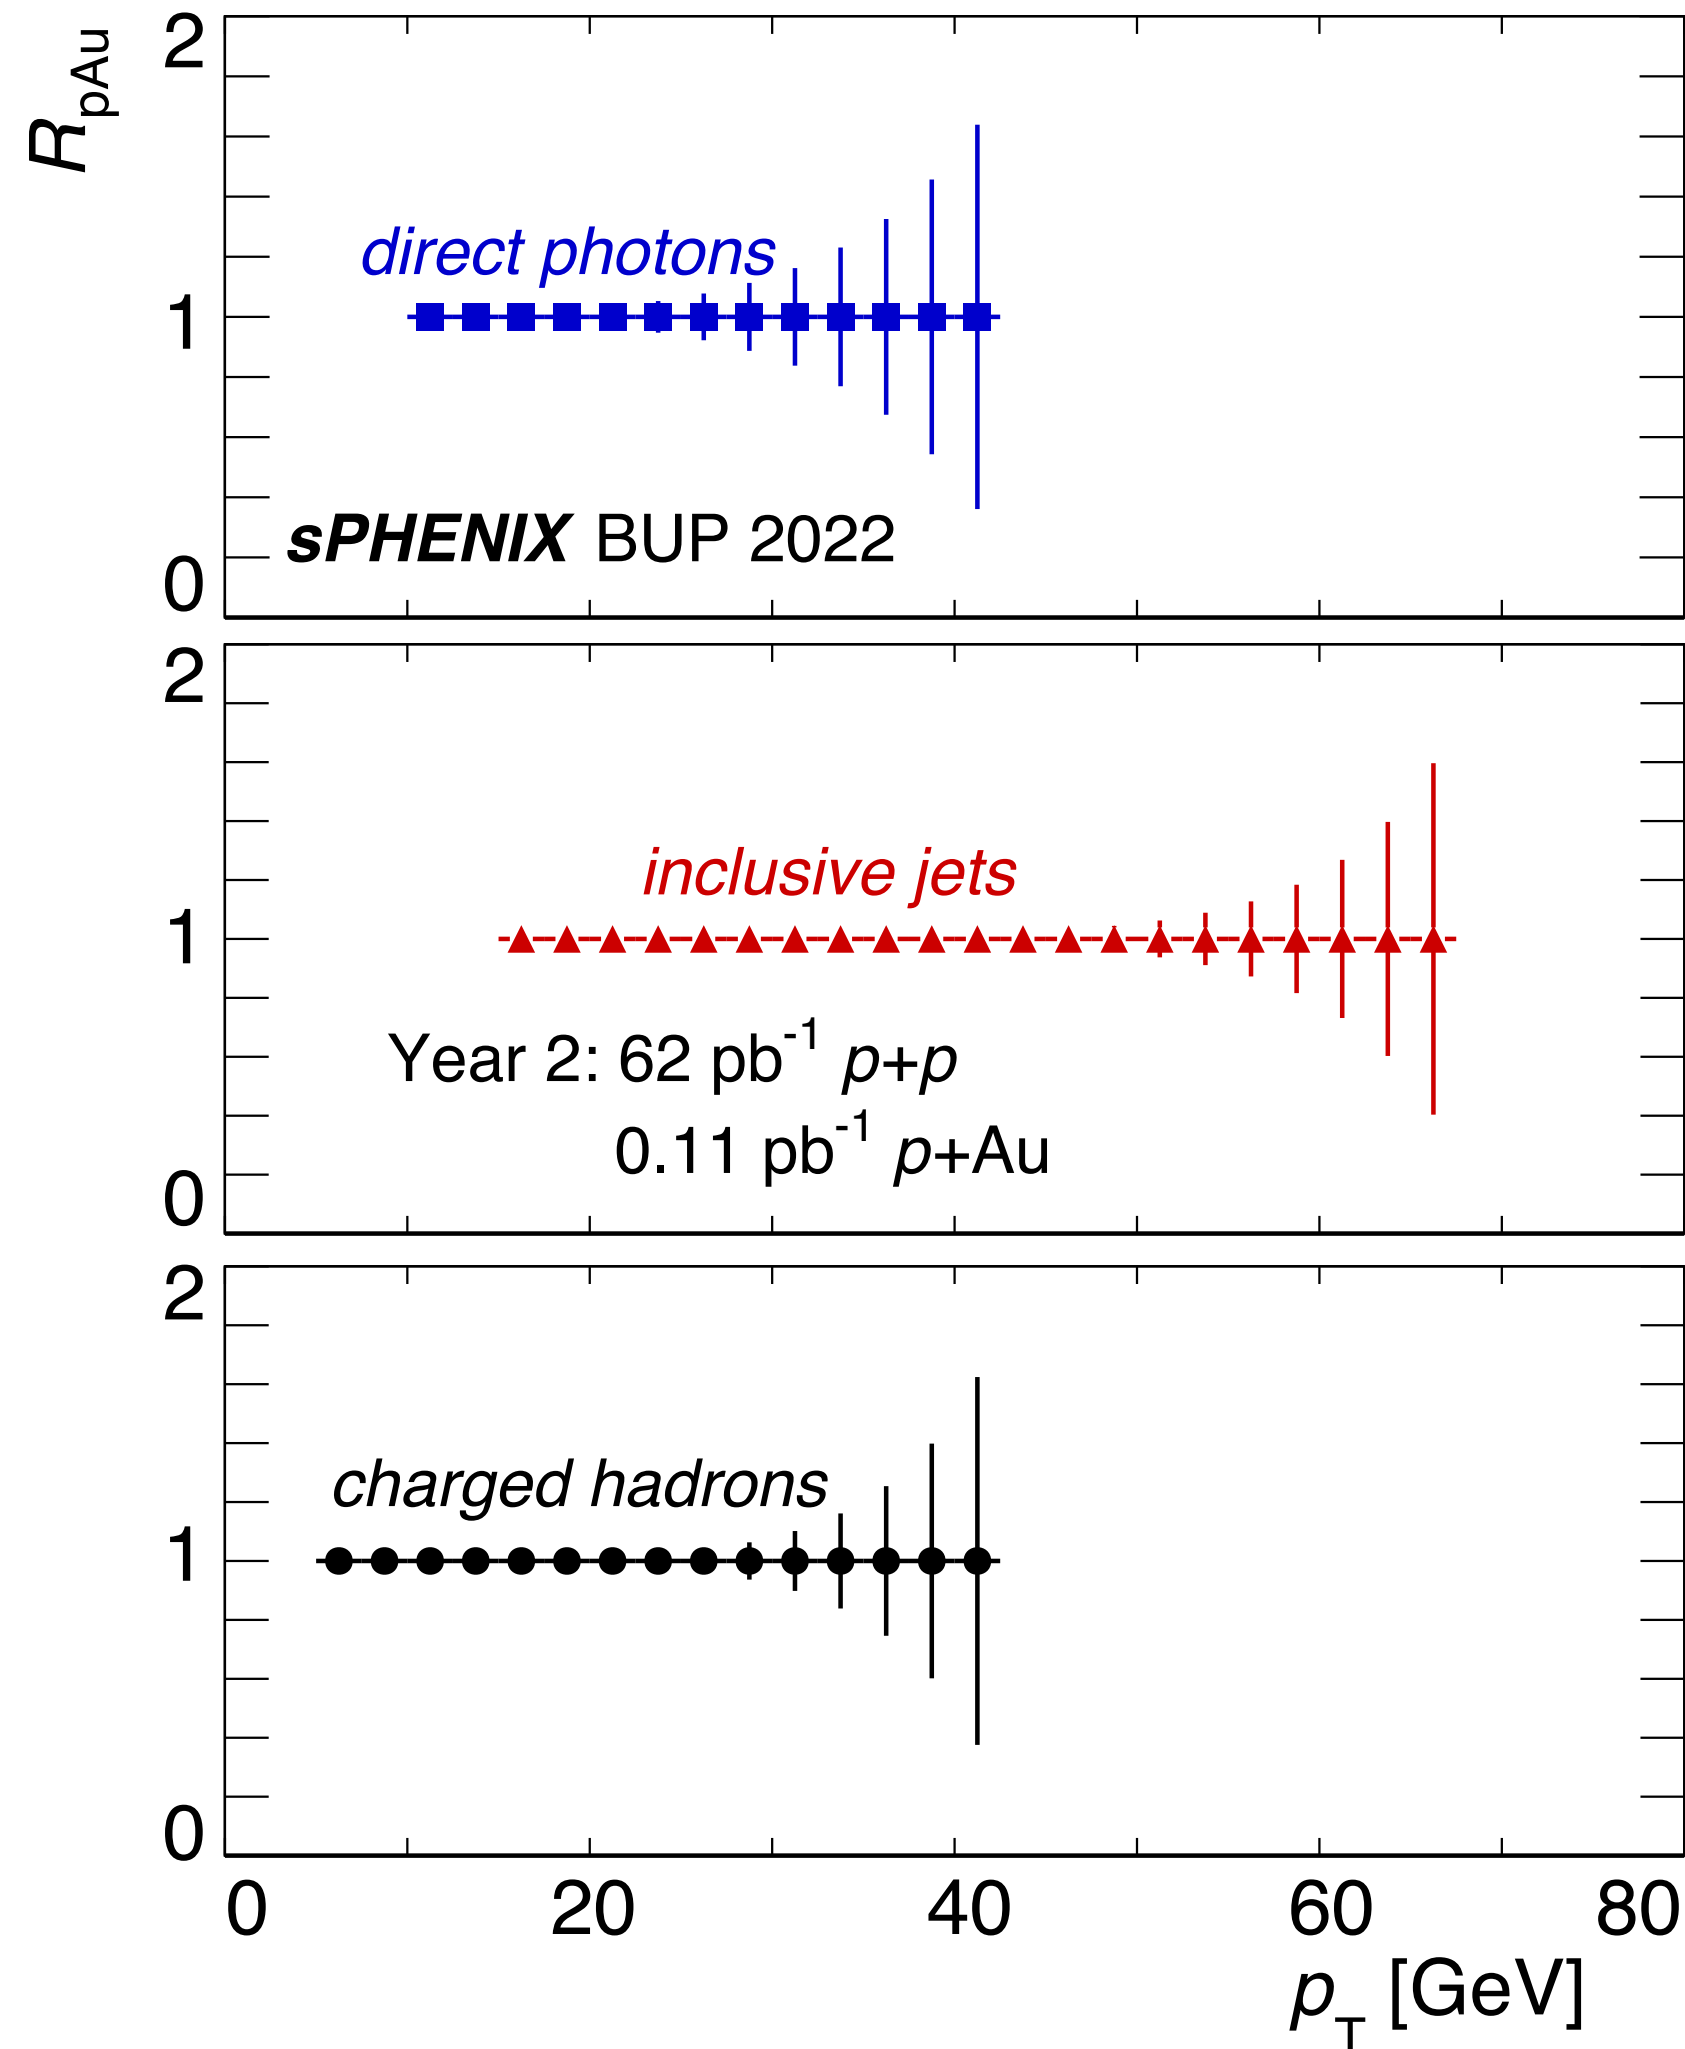 R_pAu
2
direct photons
1
sPHENIX BUP 2022
0
2
inclusive jets
1
Year 2: 62 pb^-1 p+p
0.11 pb^-1 p+Au
0
2
charged hadrons
1
0
0 20 40 60 80
p_T [GeV]